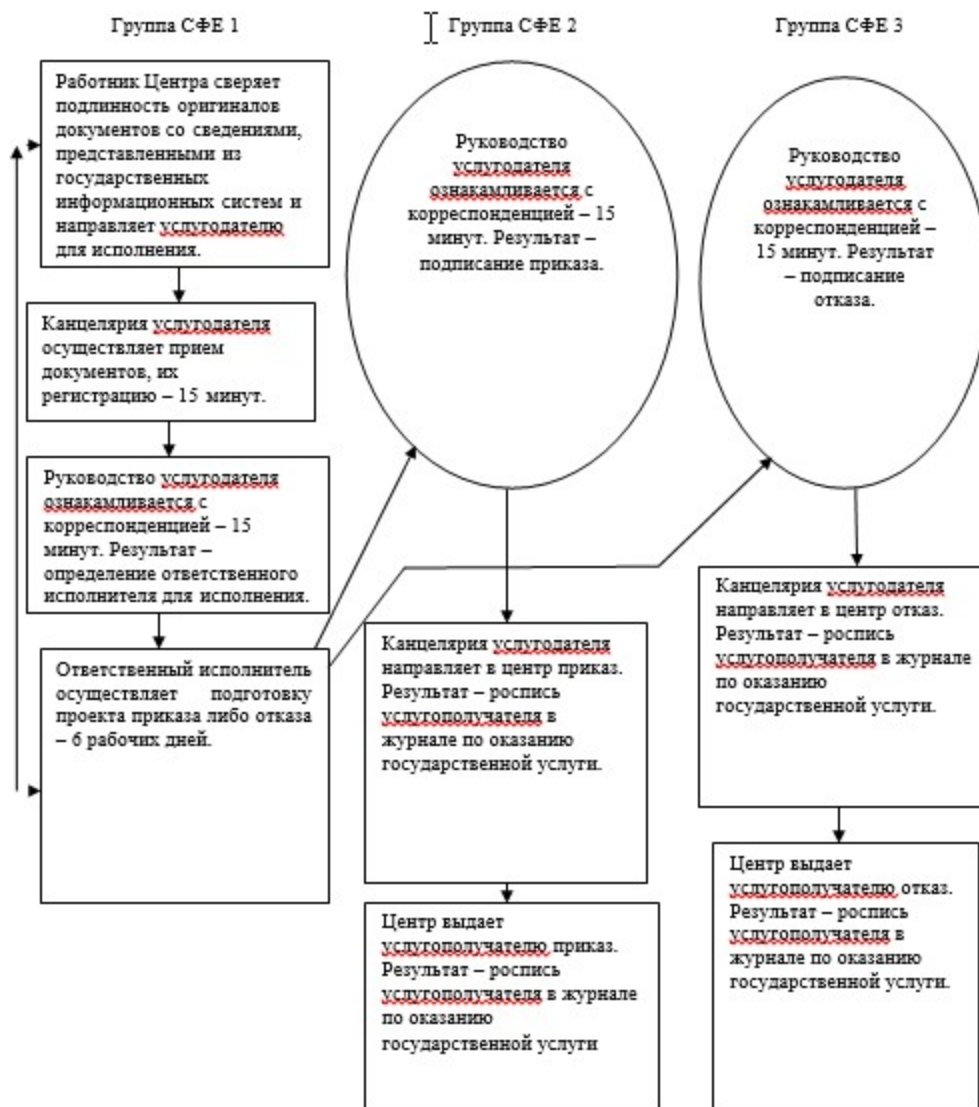 Группа СФЕ 1
Работник Центра сверяет
подлинность оригиналов
документов со сведениями,
представленными из
государственных
информационных систем и
направляет услугодателю
для исполнения.
Канцелярия услугодателя
осуществляет прием
документов, их
регистрацию – 15 минут.
Руководство услугодателя
ознакамливается с
корреспонденцией – 15
минут. Результат –
определение ответственного
исполнителя для исполнения.
Ответственный исполнитель
осуществляет подготовку
проекта приказа либо отказа
– 6 рабочих дней.
Группа СФЕ 2
Руководство
услугодателя
ознакамливается с
корреспонденцией – 15
минут. Результат –
подписание приказа.
Канцелярия услугодателя
направляет в центр приказ.
Результат – роспись
услугополучателя в
журнале по оказанию
государственной услуги.
Центр выдает
услугополучателю приказ.
Результат – роспись
услугополучателя в журнале
по оказанию
государственной услуги
Группа СФЕ 3
Руководство
услугодателя
ознакамливается с
корреспонденцией –
15 минут. Результат
– подписание
отказа.
Канцелярия услугодателя
направляет в центр отказ.
Результат – роспись
услугополучателя в журнале
по оказанию
государственной услуги.
Центр выдает
услугополучателю отказ.
Результат – роспись
услугополучателя в
журнале по оказанию
государственной услуги.